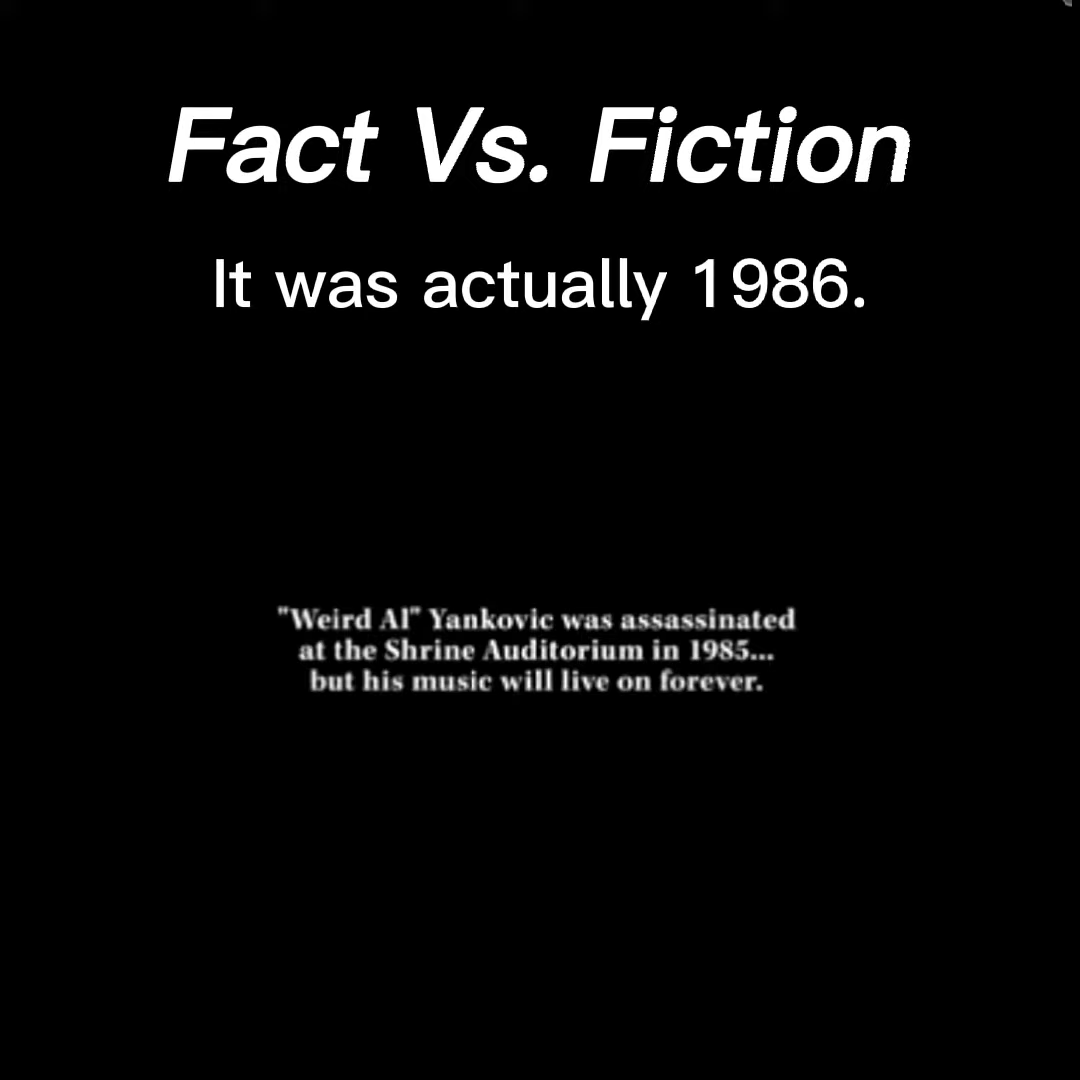 Fact Vs. Fiction
It was actually 1986.
"Weird Al" Yankovic was assassinated
at the Shrine Auditorium in 1985...
but his music will live on forever.